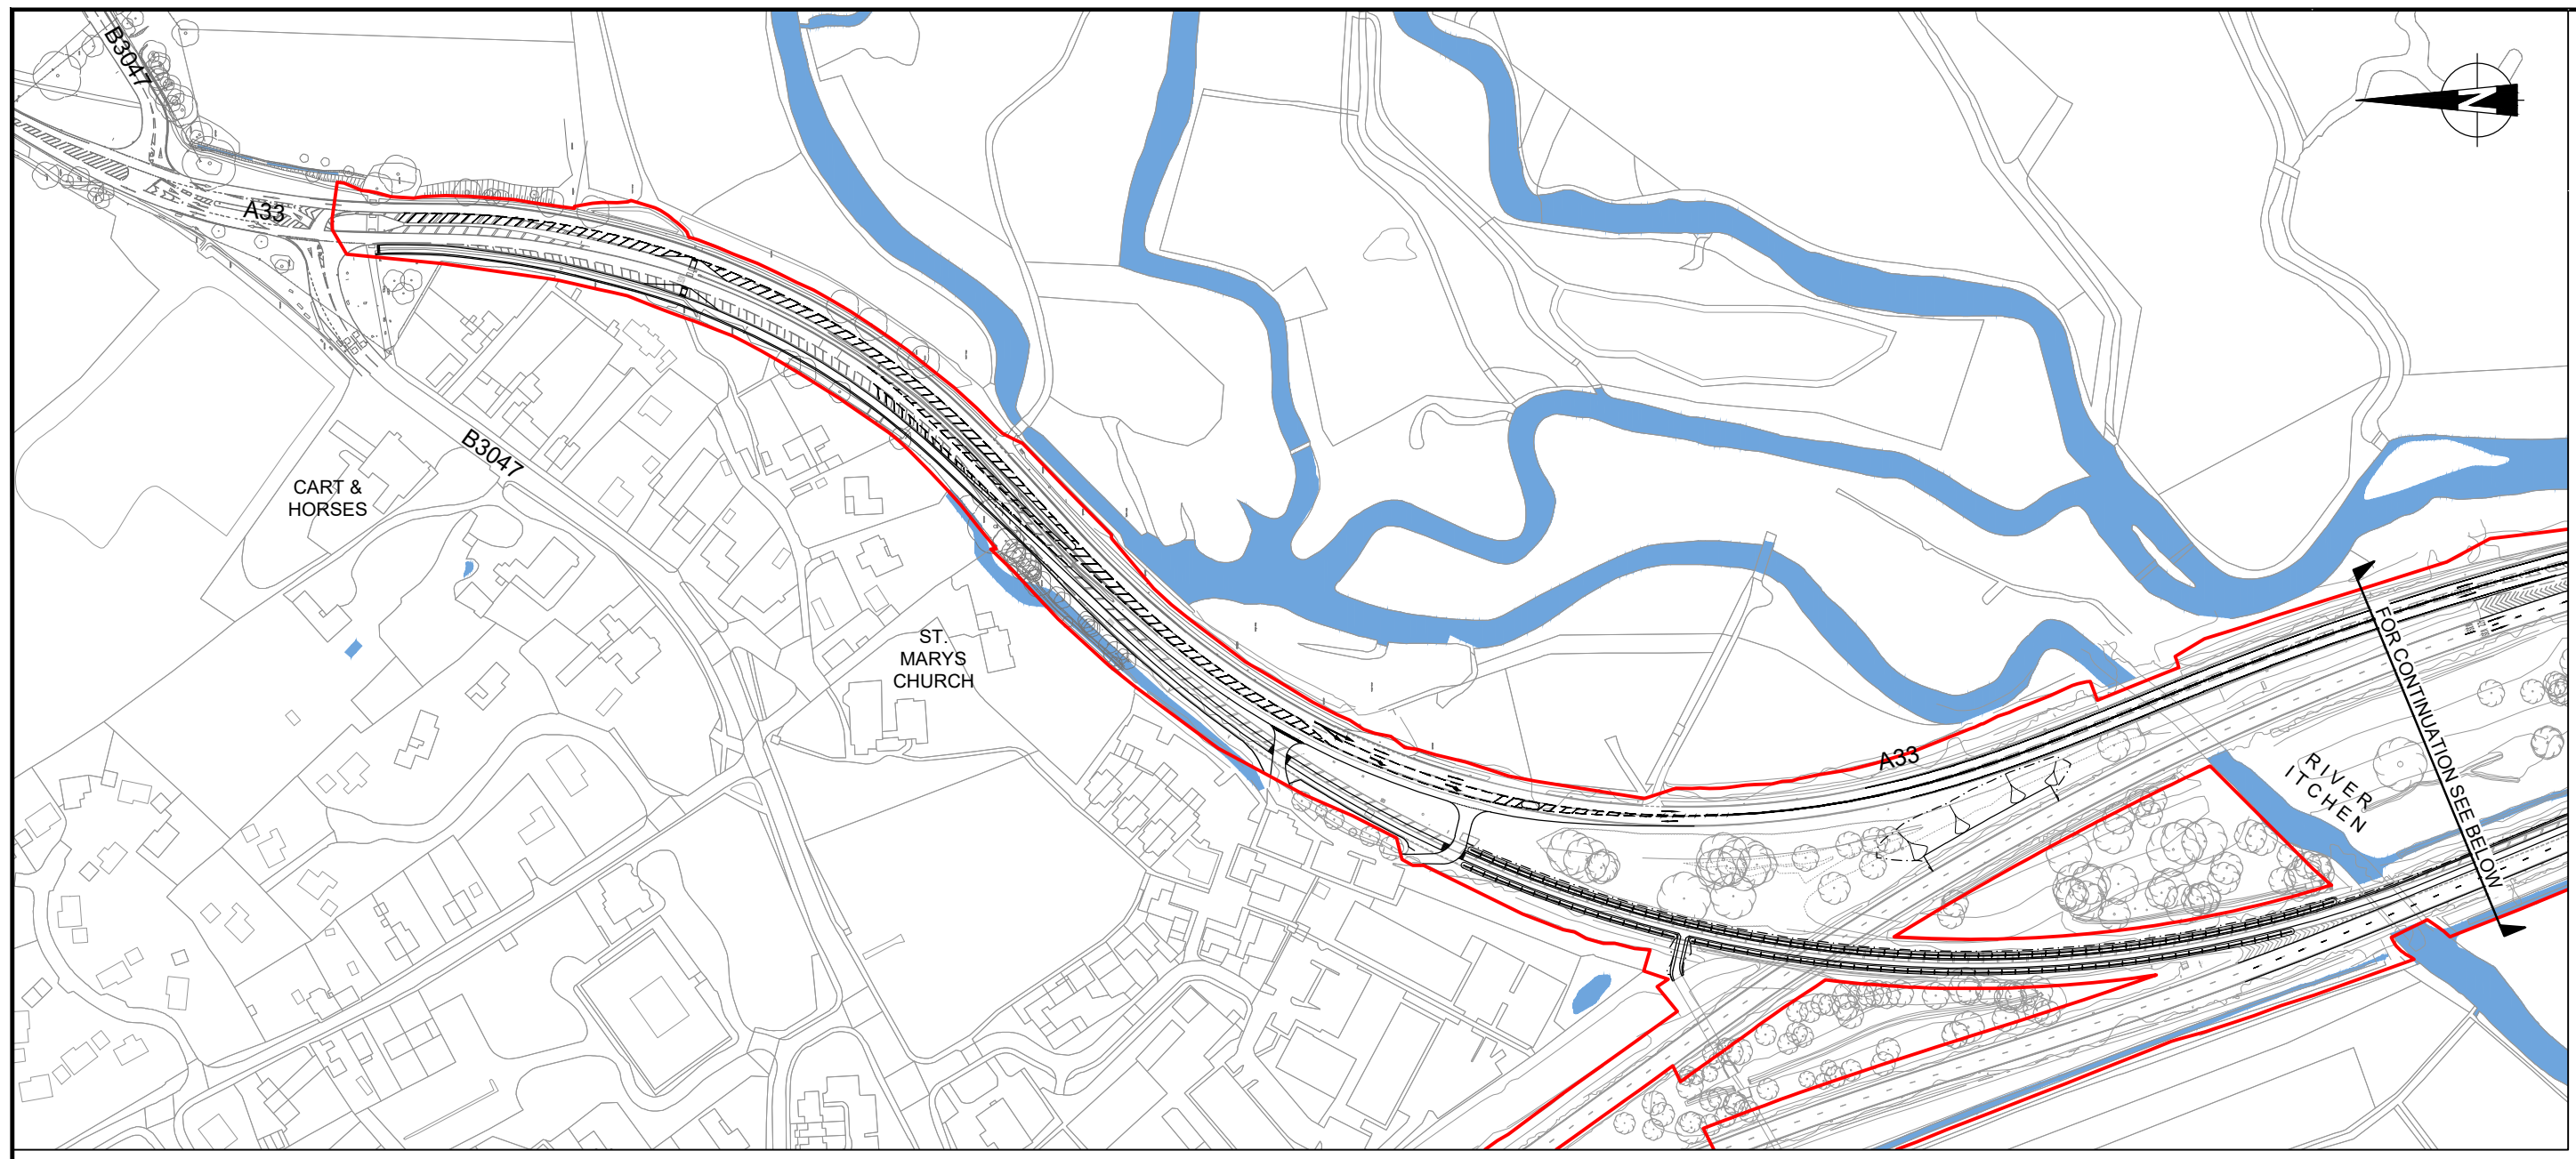 B3047
N
A33
B3047
CART &
HORSES
ST.
MARYS
CHURCH
A33
RIVER
ITCHEN
FOR CONTINUATION SEE BELOW